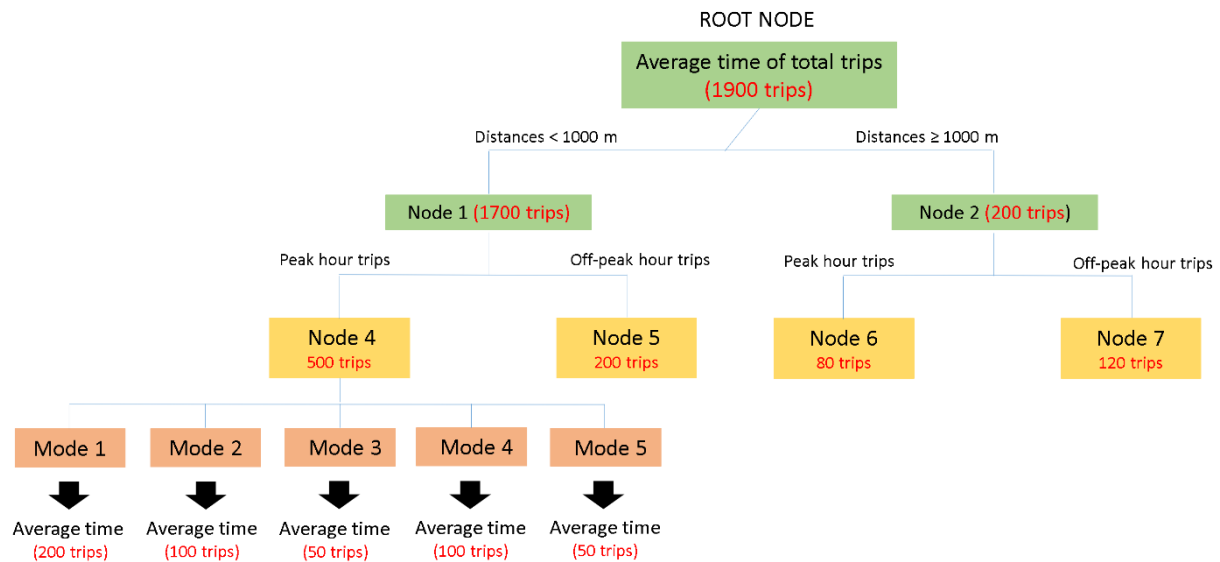 ROOT NODE
Average time of total trips
(1900 trips)
Distances < 1000 m
Distances ≥ 1000 m
Node 1 (1700 trips)
Node 2 (200 trips)
Peak hour trips
Off-peak hour trips
Peak hour trips
Off-peak hour trips
Node 4
500 trips
Node 5
200 trips
Node 6
80 trips
Node 7
120 trips
Mode 1
Mode 2
Mode 3
Mode 4
Mode 5
Average time
(200 trips)
Average time
(100 trips)
Average time
(50 trips)
Average time
(100 trips)
Average time
(50 trips)